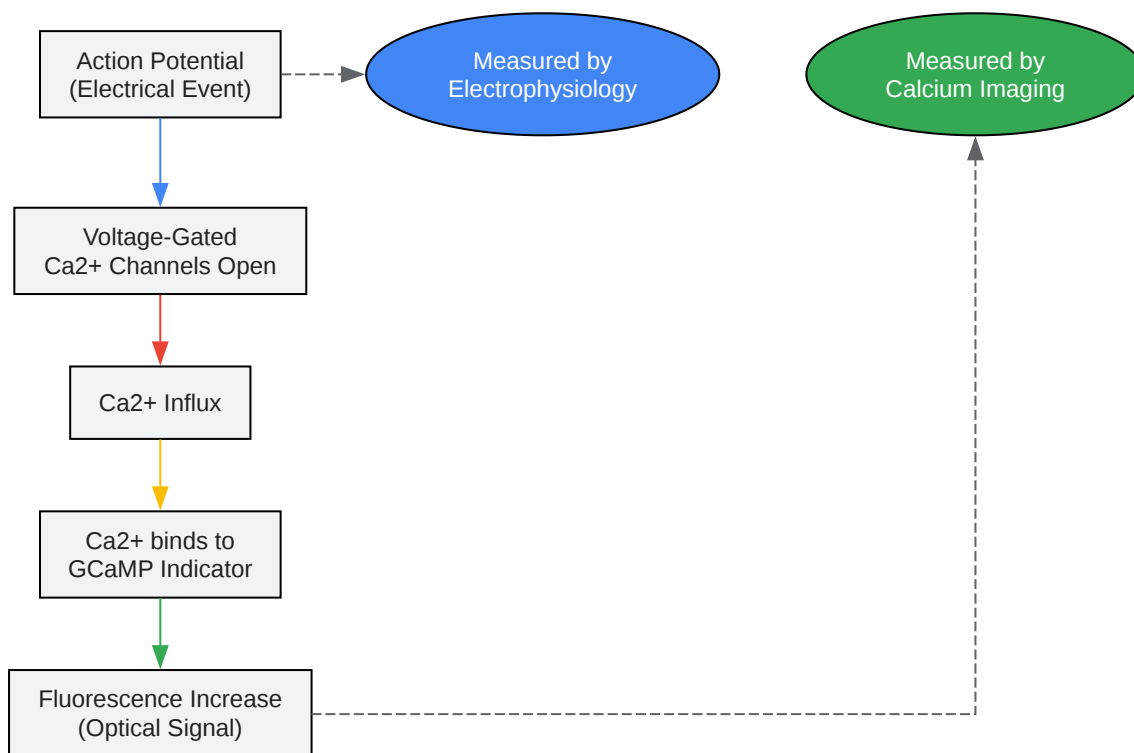 Action Potential
(Electrical Event)
Measured by
Electrophysiology
Measured by
Calcium Imaging
Voltage-Gated
Ca2+ Channels Open
Ca2+ Influx
Ca2+ binds to
GCaMP Indicator
Fluorescence Increase
(Optical Signal)